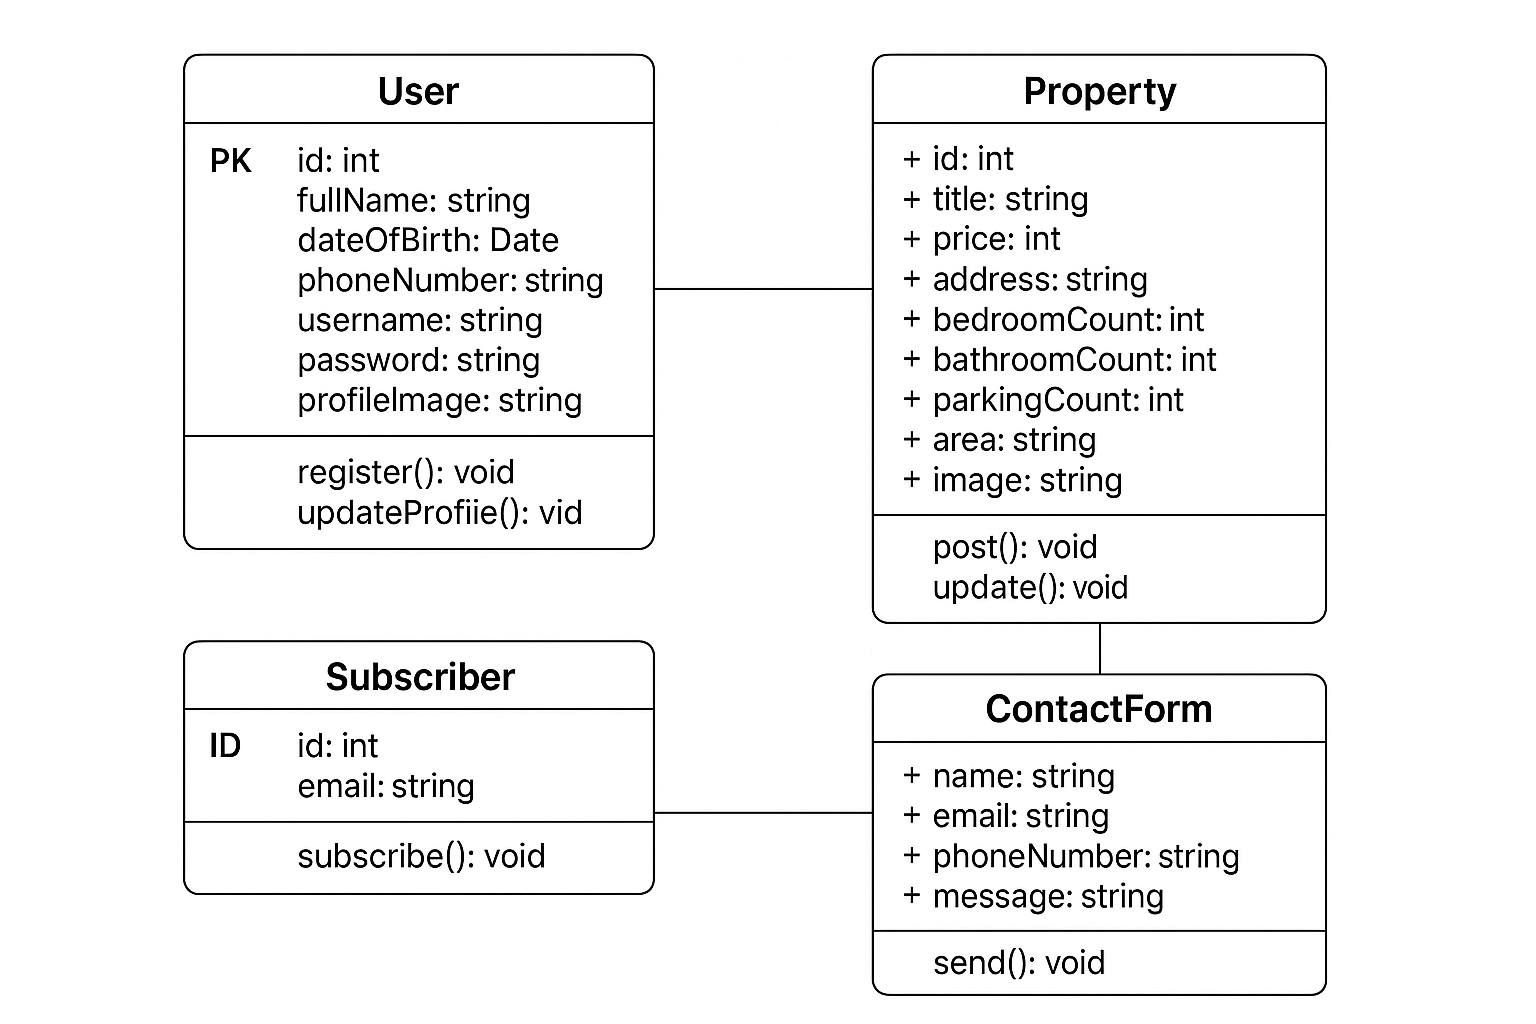 User
PK id: int
fullName: string
dateOfBirth: Date
phoneNumber: string
username: string
password: string
profileImage: string
register(): void
updateProfiie(): vid
Property
+ id: int
+ title: string
+ price: int
+ address: string
+ bedroomCount: int
+ bathroomCount: int
+ parkingCount: int
+ area: string
+ image: string
post(): void
update(): void
Subscriber
ID id: int
email: string
subscribe(): void
ContactForm
+ name: string
+ email: string
+ phoneNumber: string
+ message: string
send(): void